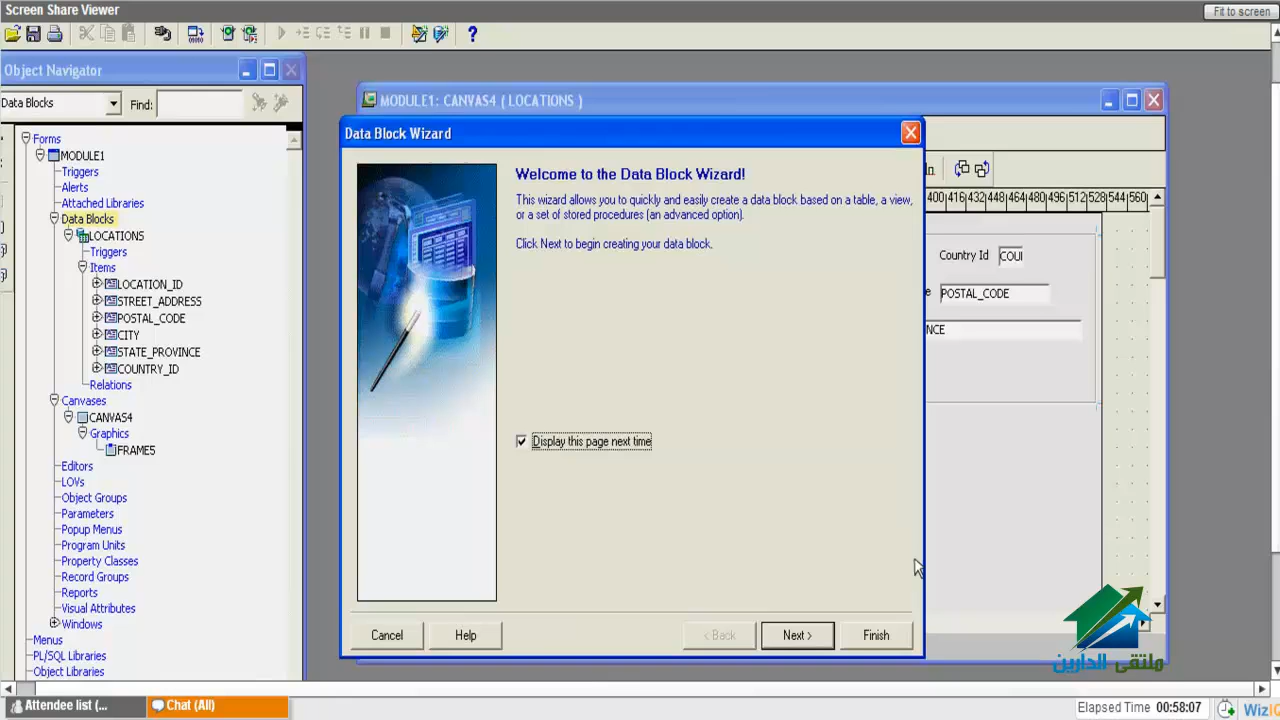 Screen Share Viewer
Fit to screen
Object Navigator
Data Blocks
Find:
Forms
MODULE1
Triggers
Alerts
Attached Libraries
Data Blocks
LOCATIONS
Triggers
Items
LOCATION_ID
STREET_ADDRESS
POSTAL_CODE
CITY
STATE_PROVINCE
COUNTRY_ID
Relations
Canvases
CANVAS4
Graphics
FRAME5
Editors
LOVs
Object Groups
Parameters
Popup Menus
Program Units
Property Classes
Record Groups
Reports
Visual Attributes
Windows
Menus
PL/SQL Libraries
Object Libraries
MODULE1: CANVAS4 ( LOCATIONS )
Data Block Wizard
Welcome to the Data Block Wizard!
This wizard allows you to quickly and easily create a data block based on a table, a view,
or a set of stored procedures (an advanced option).
Click Next to begin creating your data block.
Display this page next time
Cancel
Help
< Back
Next >
Finish
400 416 432 448 464 480 496 512 528 544 560
Country Id
COUI
POSTAL_CODE
NCE
ملتقى الدارين
Attendee list (...
Chat (All)
Elapsed Time 00:58:07
WizIQ